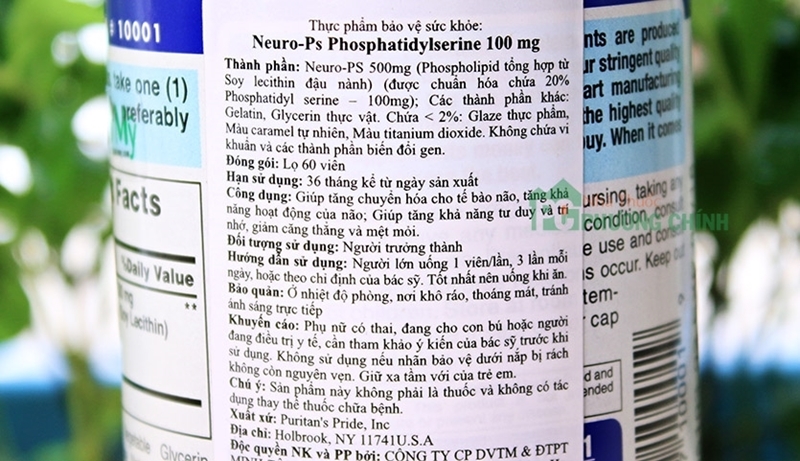 # 10001
take one (1)
preferably
My
Facts
%Daily Value
mg
**
Lecithin)
Glycerin
Thực phẩm bảo vệ sức khỏe:
Neuro-Ps Phosphatidylserine 100 mg
Thành phần: Neuro-PS 500mg (Phospholipid tổng hợp từ
Soy lecithin đậu nành) (được chuẩn hóa chứa 20%
Phosphatidyl serine – 100mg); Các thành phần khác:
Gelatin, Glycerin thực vật. Chứa < 2%: Glaze thực phẩm,
Màu caramel tự nhiên, Màu titanium dioxide. Không chứa vi
khuẩn và các thành phần biến đổi gen.
Đóng gói: Lọ 60 viên
Hạn sử dụng: 36 tháng kể từ ngày sản xuất
Công dụng: Giúp tăng chuyển hóa cho tế bào não, tăng khả
năng hoạt động của não; Giúp tăng khả năng tư duy và trí
nhớ, giảm căng thẳng và mệt mỏi.
Đối tượng sử dụng: Người trưởng thành
Hướng dẫn sử dụng: Người lớn uống 1 viên/lần, 3 lần mỗi
ngày, hoặc theo chỉ định của bác sỹ. Tốt nhất nên uống khi ăn.
Bảo quản: Ở nhiệt độ phòng, nơi khô ráo, thoáng mát, tránh
ánh sáng trực tiếp
Khuyến cáo: Phụ nữ có thai, đang cho con bú hoặc người
đang điều trị y tế, cần tham khảo ý kiến của bác sỹ trước khi
sử dụng. Không sử dụng nếu nhãn bảo vệ dưới nắp bị rách
không còn nguyên vẹn. Giữ xa tầm với của trẻ em.
Chú ý: Sản phẩm này không phải là thuốc và không có tác
dụng thay thế thuốc chữa bệnh.
Xuất xứ: Puritan's Pride, Inc
Địa chỉ: Holbrook, NY 11741U.S.A
Độc quyền NK và PP bởi: CÔNG TY CP DVTM & ĐTPT
nts are produced
ur stringent quality
art manufacturing
the highest quality
buy. When it comes
ursing, taking any
condition, consult
use and consult
s occur. Keep out
tem-
cap
CHÍNH
10001